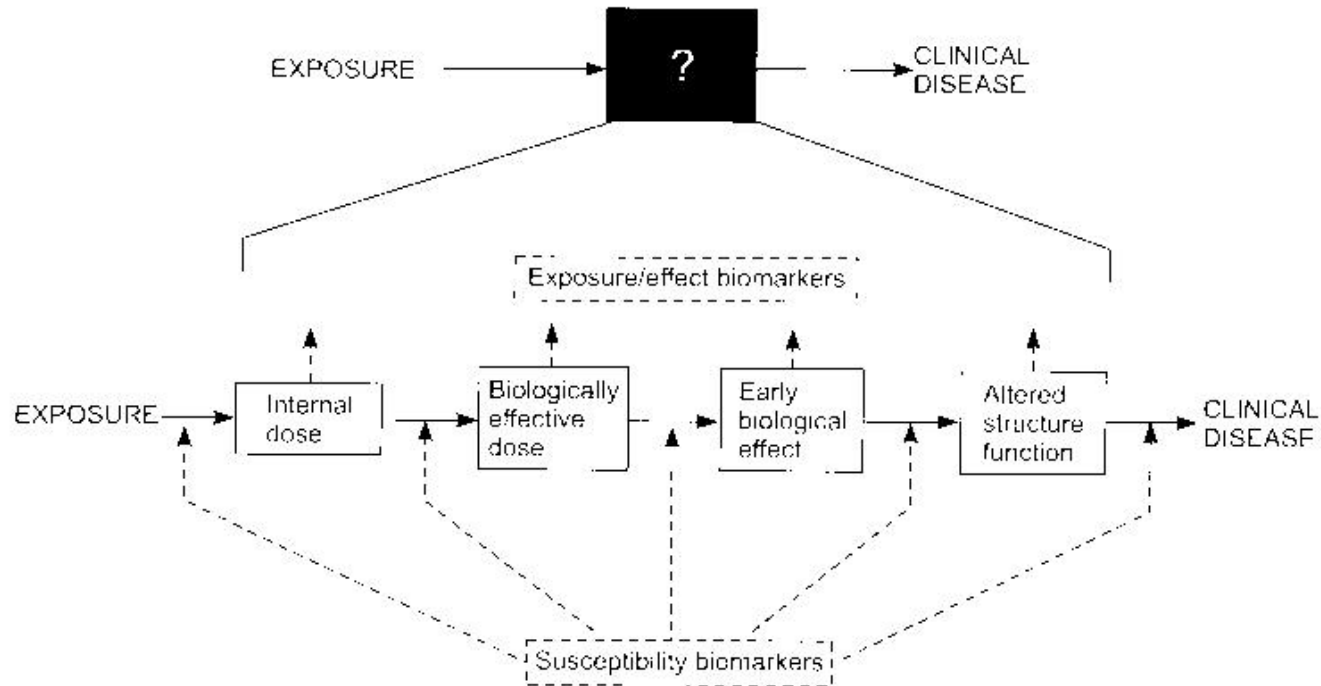 EXPOSURE
?
CLINICAL
DISEASE
Exposure/effect biomarkers
EXPOSURE
Internal
dose
Biologically
effective
dose
Early
biological
effect
Altered
structure
function
CLINICAL
DISEASE
Susceptibility biomarkers